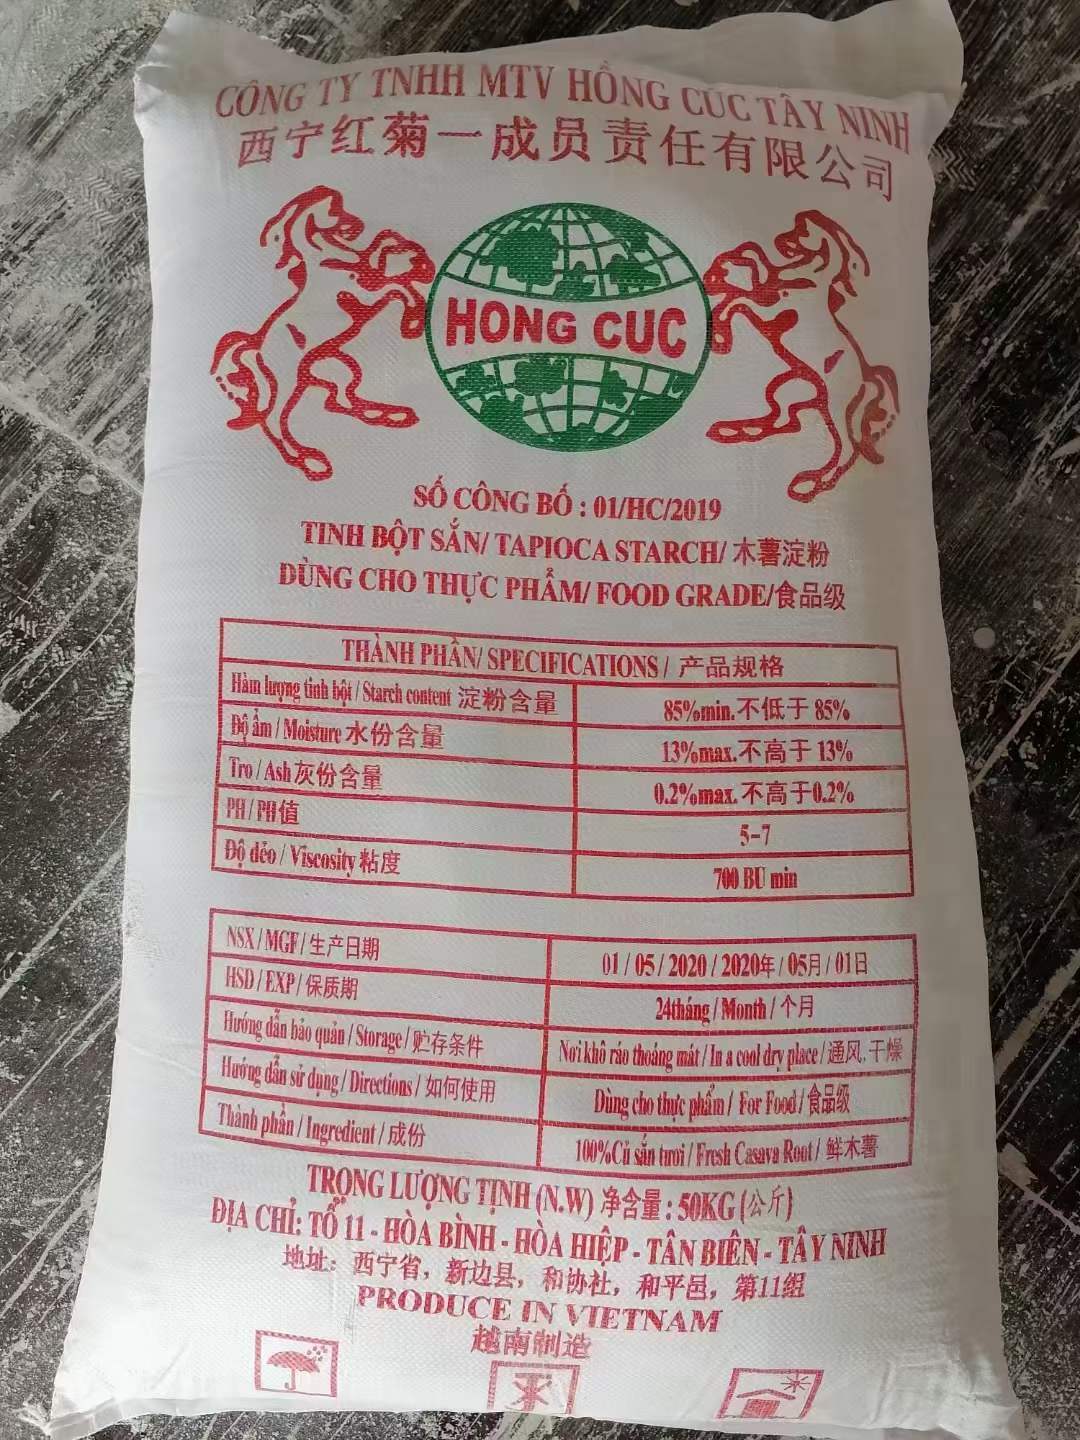 CÔNG TY TNHH MTV HỒNG CÚC TÂY NINH
西宁红菊一成员责任有限公司
HONG CUC
SỐ CÔNG BỐ : 01/HC/2019
TINH BỘT SẮN/ TAPIOCA STARCH/ 木薯淀粉
DÙNG CHO THỰC PHẨM/ FOOD GRADE/食品级
THÀNH PHẦN/ SPECIFICATIONS / 产品规格
Hàm lượng tinh bột / Starch content 淀粉含量 85%min.不低于 85%
Độ ẩm / Moisture 水份含量 13%max.不高于 13%
Tro / Ash 灰份含量 0.2%max. 不高于0.2%
PH / PH值 5-7
Độ dẻo / Viscosity 粘度 700 BU min
NSX / MGF / 生产日期 01 / 05 / 2020 / 2020年 / 05月 / 01日
HSD / EXP / 保质期 24tháng / Month / 个月
Hướng dẫn bảo quản / Storage / 贮存条件 Nơi khô ráo thoáng mát / In a cool dry place / 通风,干燥
Hướng dẫn sử dụng / Directions / 如何使用 Dùng cho thực phẩm / For Food / 食品级
Thành phần / Ingredient / 成份 100%Củ sắn tươi / Fresh Casava Root / 鲜木薯
TRỌNG LƯỢNG TỊNH (N.W) 净含量 : 50KG (公斤)
ĐỊA CHỈ: TỔ 11 - HÒA BÌNH - HÒA HIỆP - TÂN BIÊN - TÂY NINH
地址: 西宁省, 新边县, 和协社, 和平邑, 第11组
PRODUCE IN VIETNAM
越南制造